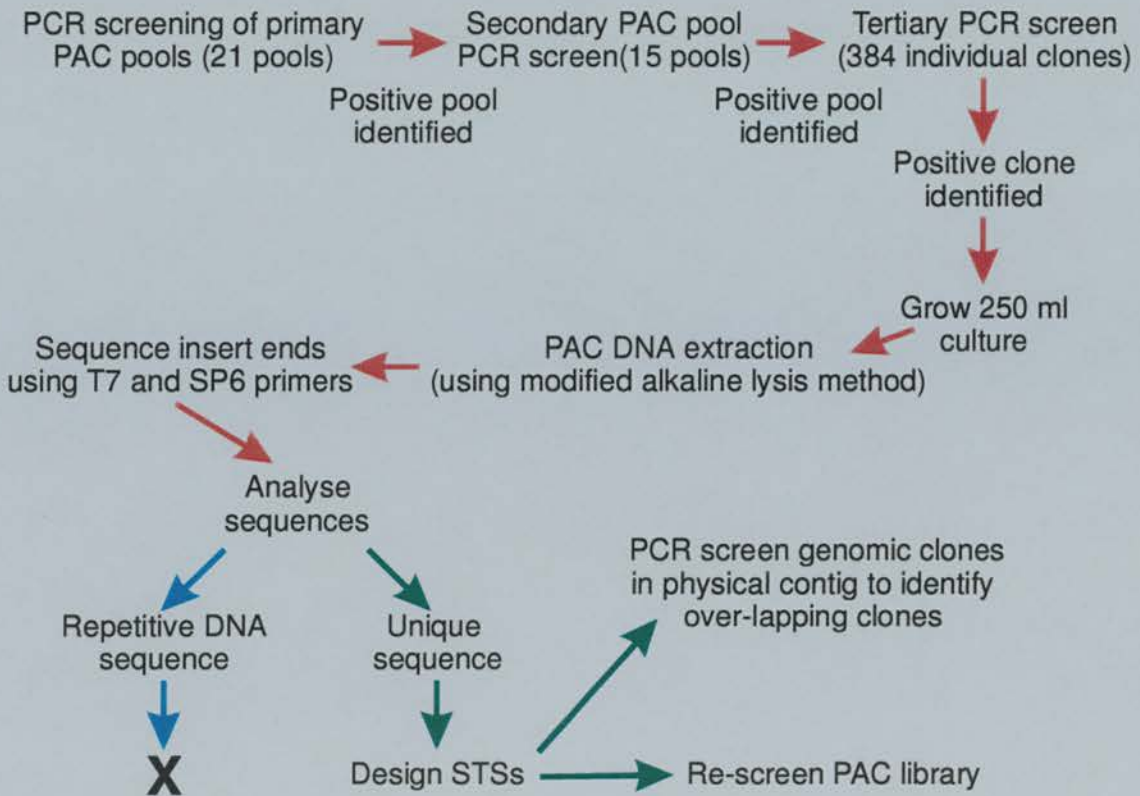 PCR screening of primary
PAC pools (21 pools)
Secondary PAC pool
PCR screen(15 pools)
Tertiary PCR screen
(384 individual clones)
Positive pool
identified
Positive pool
identified
Positive clone
identified
Grow 250 ml
culture
PAC DNA extraction
(using modified alkaline lysis method)
Sequence insert ends
using T7 and SP6 primers
Analyse
sequences
Repetitive DNA
sequence
X
Unique
sequence
Design STSs
PCR screen genomic clones
in physical contig to identify
over-lapping clones
Re-screen PAC library